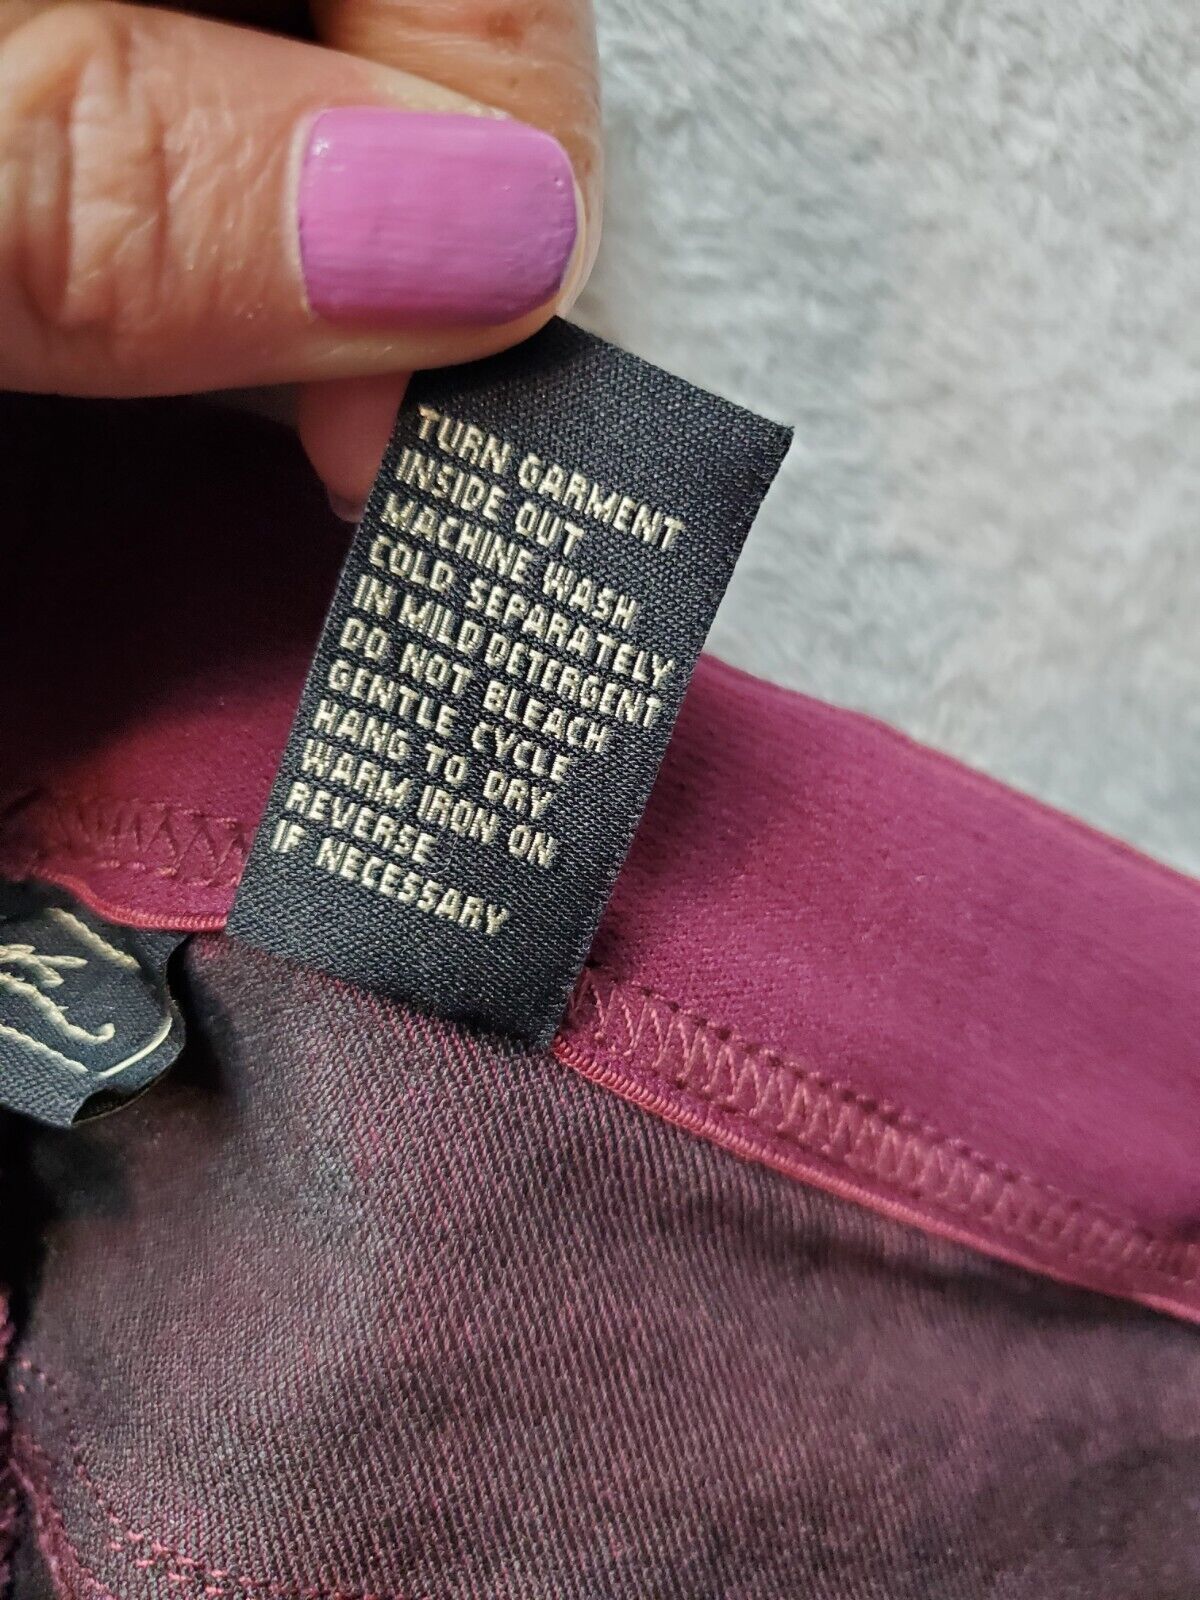 TURN GARMENT
INSIDE OUT
MACHINE WASH
COLD SEPARATELY
IN MILD DETERGENT
DO NOT BLEACH
GENTLE CYCLE
HANG TO DRY
WARM IRON ON
REVERSE
IF NECESSARY